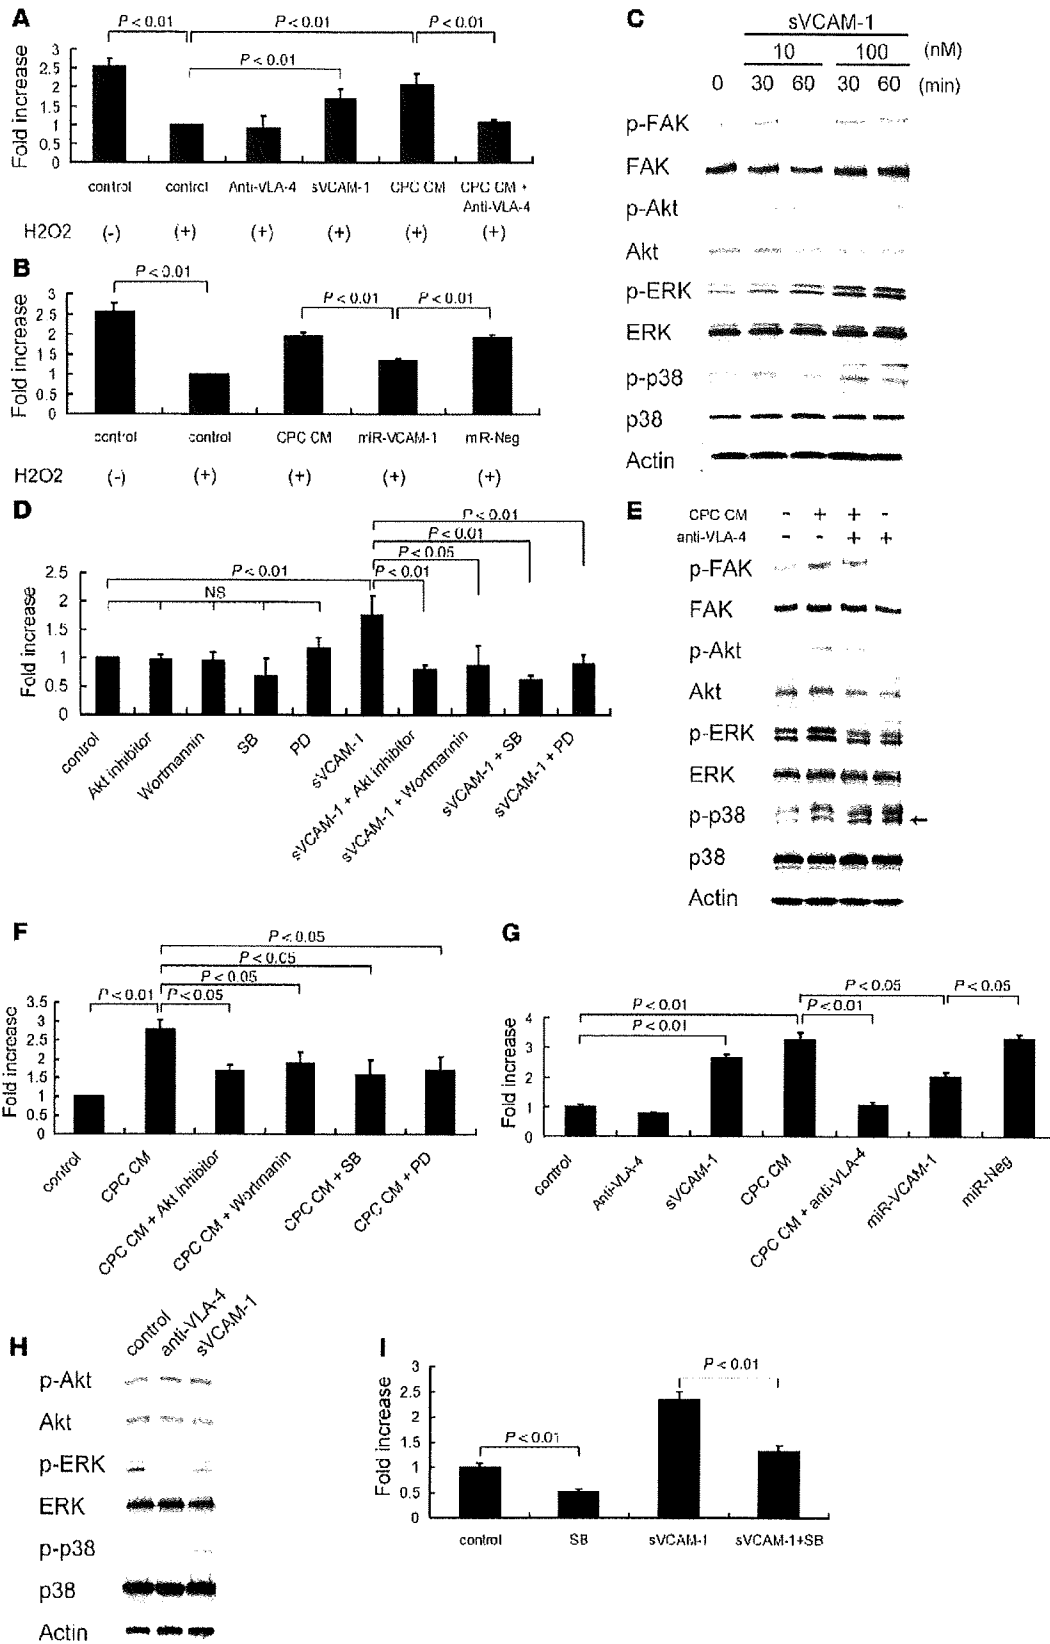 A
P < 0.01 P < 0.01 P < 0.01
P < 0.01
Fold increase
3
2.5
2
1.5
1
0.5
0
control control Anti-VLA-4 sVCAM-1 CPC CM CPC CM + Anti-VLA-4
H2O2 (-) (+) (+) (+) (+) (+)
B
P < 0.01
P < 0.01 P < 0.01
Fold increase
3
2.5
2
1.5
1
0.5
0
control control CPC CM miR-VCAM-1 miR-Neg
H2O2 (-) (+) (+) (+) (+)
C
sVCAM-1
10 100 (nM)
0 30 60 30 60 (min)
p-FAK
FAK
p-Akt
Akt
p-ERK
ERK
p-p38
p38
Actin
D
P < 0.01
P < 0.01
P < 0.05
P < 0.01 P < 0.01
NS
Fold increase
2.5
2
1.5
1
0.5
0
control
Akt inhibitor
Wortmannin
SB
PD
sVCAM-1
sVCAM-1 + Akt inhibitor
sVCAM-1 + Wortmannin
sVCAM-1 + SB
sVCAM-1 + PD
E
CPC CM - + + -
anti-VLA-4 - - + +
p-FAK
FAK
p-Akt
Akt
p-ERK
ERK
p-p38
p38
Actin
F
P < 0.05
P < 0.05
P < 0.05
P < 0.01 P < 0.05
Fold increase
3.5
3
2.5
2
1.5
1
0.5
0
control
CPC CM
CPC CM + Akt inhibitor
CPC CM + Wortmanin
CPC CM + SB
CPC CM + PD
G
P < 0.05 P < 0.05
P < 0.01 P < 0.01
P < 0.01
Fold increase
4
3
2
1
0
control
Anti-VLA-4
sVCAM-1
CPC CM
CPC CM + anti-VLA-4
miR-VCAM-1
miR-Neg
H
control
anti-VLA-4
sVCAM-1
p-Akt
Akt
p-ERK
ERK
p-p38
p38
Actin
I
P < 0.01
P < 0.01
Fold increase
3
2.5
2
1.5
1
0.5
0
control SB sVCAM-1 sVCAM-1+SB